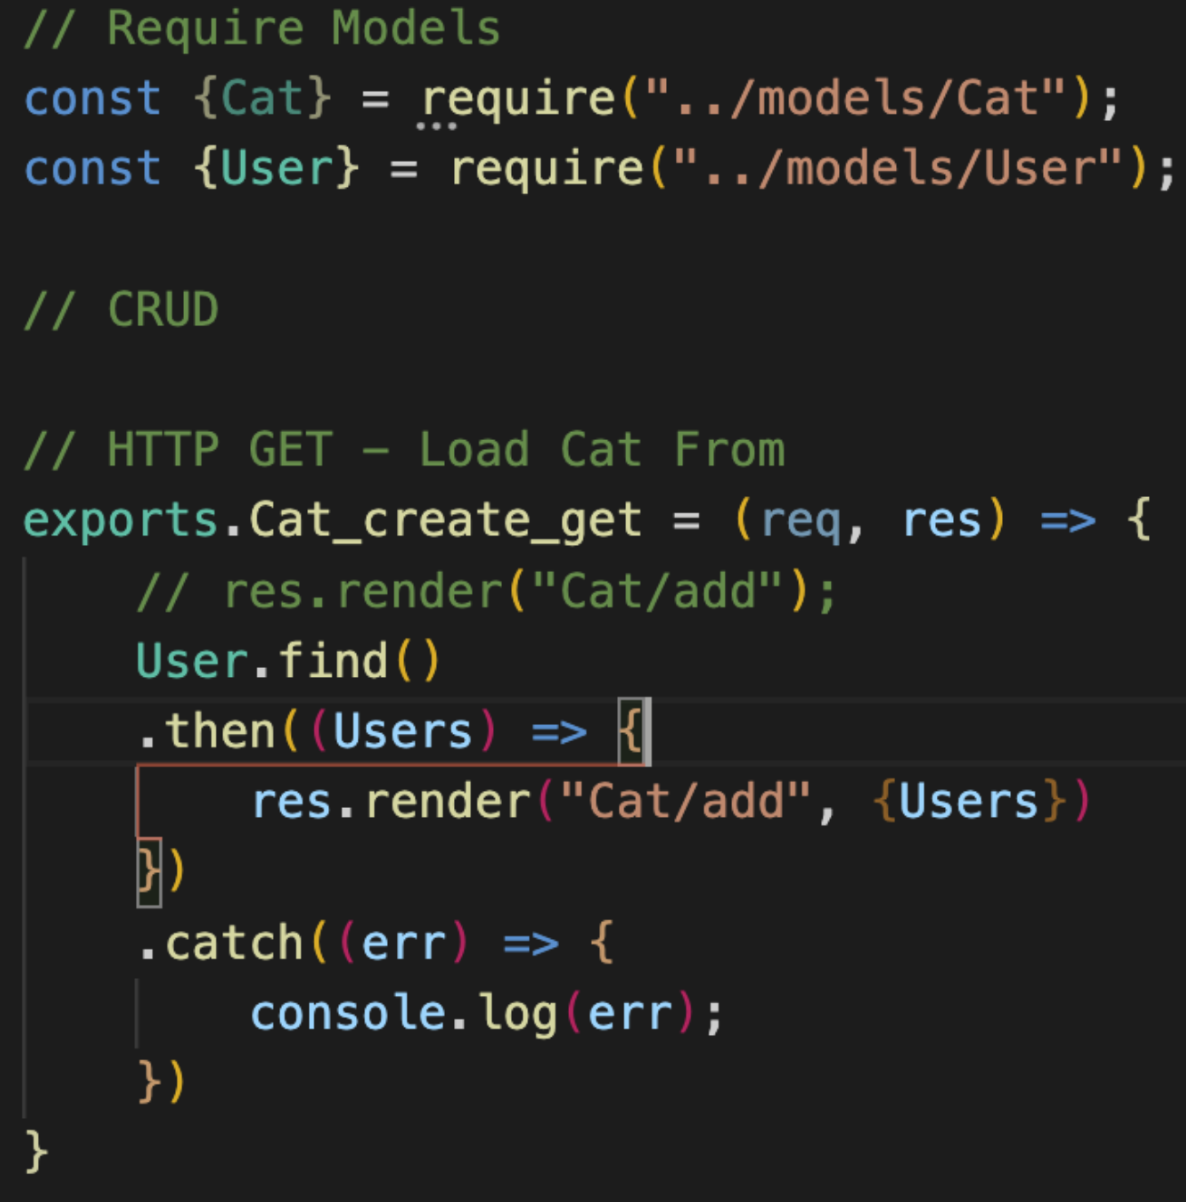 // Require Models
const {Cat} = require("../models/Cat");
const {User} = require("../models/User");
// CRUD
// HTTP GET - Load Cat From
exports.Cat_create_get = (req, res) => {
// res.render("Cat/add");
User.find()
.then((Users) => {
res.render("Cat/add", {Users})
})
.catch((err) => {
console.log(err);
})
}